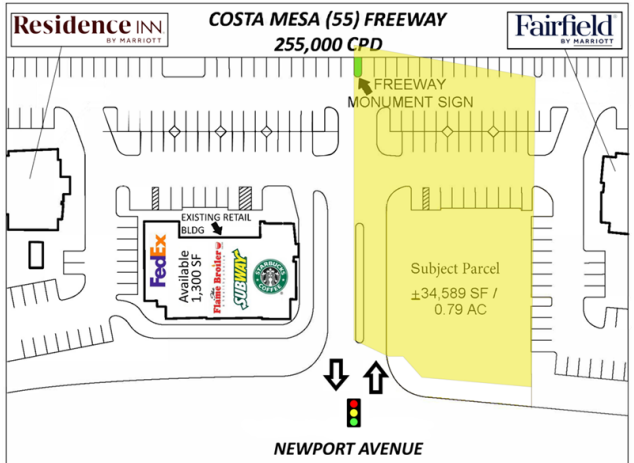 COSTA MESA (55) FREEWAY
255,000 CPD
Residence INN.
BY MARRIOTT
Fairfield
BY MARRIOTT
FREEWAY
MONUMENT SIGN
EXISTING RETAIL
BLDG
FedEx
Available
1,300 SF
The
Flame Broiler
SUBWAY
STARBUCKS
COFFEE
Subject Parcel
±34,589 SF /
0.79 AC
NEWPORT AVENUE